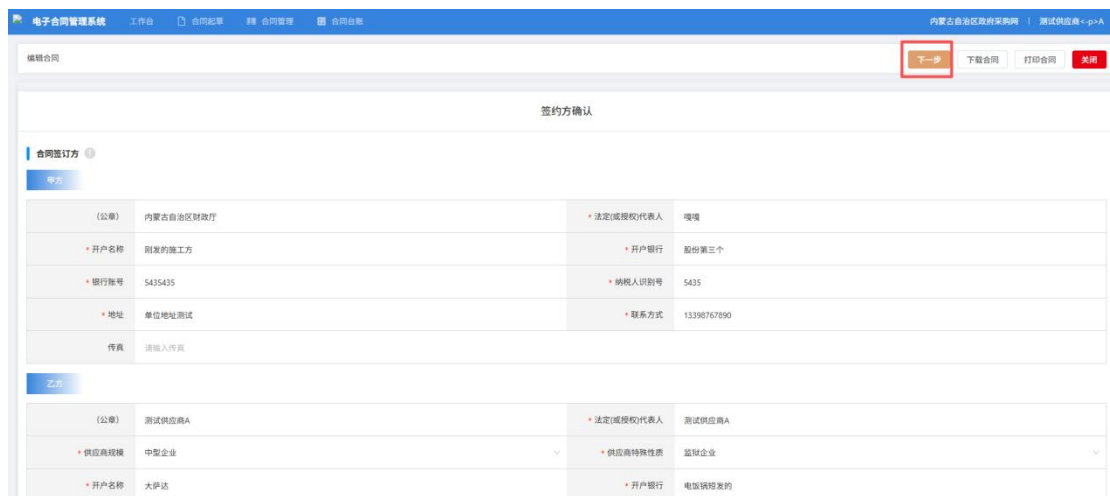 电子合同管理系统 工作台 合同起草 合同管理 合同台账 内蒙古自治区政府采购网 | 测试供应商<-p>A
编辑合同 下一步 下载合同 打印合同 关闭
签约方确认
合同签订方
甲方
(公章) 内蒙古自治区财政厅 * 法定(或授权)代表人 嘎嘎
* 开户名称 刚发的施工方 * 开户银行 股份第三个
* 银行账号 5435435 * 纳税人识别号 5435
* 地址 单位地址测试 * 联系方式 13398767890
传真 请输入传真
乙方
(公章) 测试供应商A * 法定(或授权)代表人 测试供应商A
* 供应商规模 中型企业 * 供应商特殊性质 监狱企业
* 开户名称 大萨达 * 开户银行 电饭锅短发的